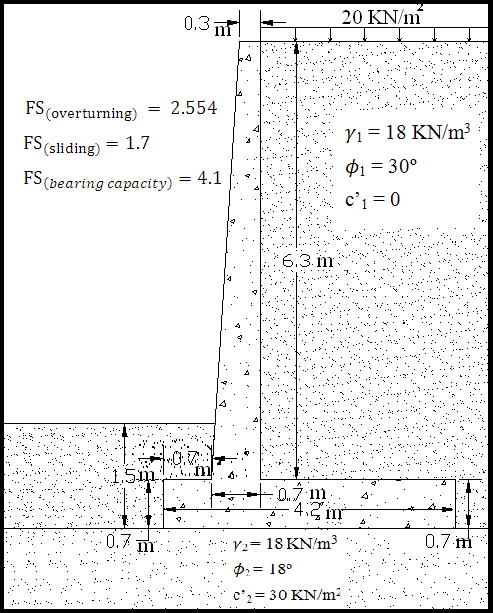 0.3 m
20 KN/m²
FS(overturning) = 2.554
FS(sliding) = 1.7
FS(bearing capacity) = 4.1
γ₁ = 18 KN/m³
ϕ₁ = 30°
c’₁ = 0
6.3 m
0.7 m
1.5 m
0.7 m
4.2 m
0.7 m
0.7 m
γ₂ = 18 KN/m³
ϕ₂ = 18°
c’₂ = 30 KN/m²